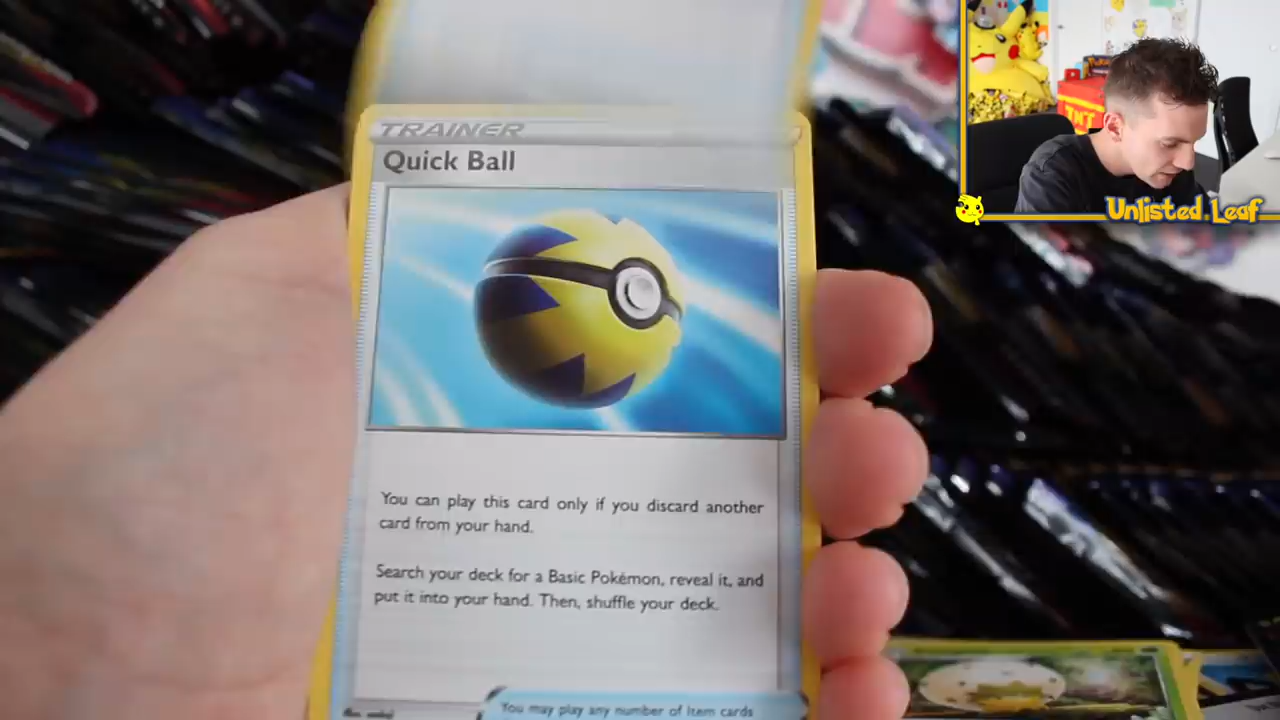 TRAINER
Quick Ball
You can play this card only if you discard another
card from your hand.
Search your deck for a Basic Pokémon, reveal it, and
put it into your hand. Then, shuffle your deck.
You may play any number of Item cards
TNT
Unlisted Leaf